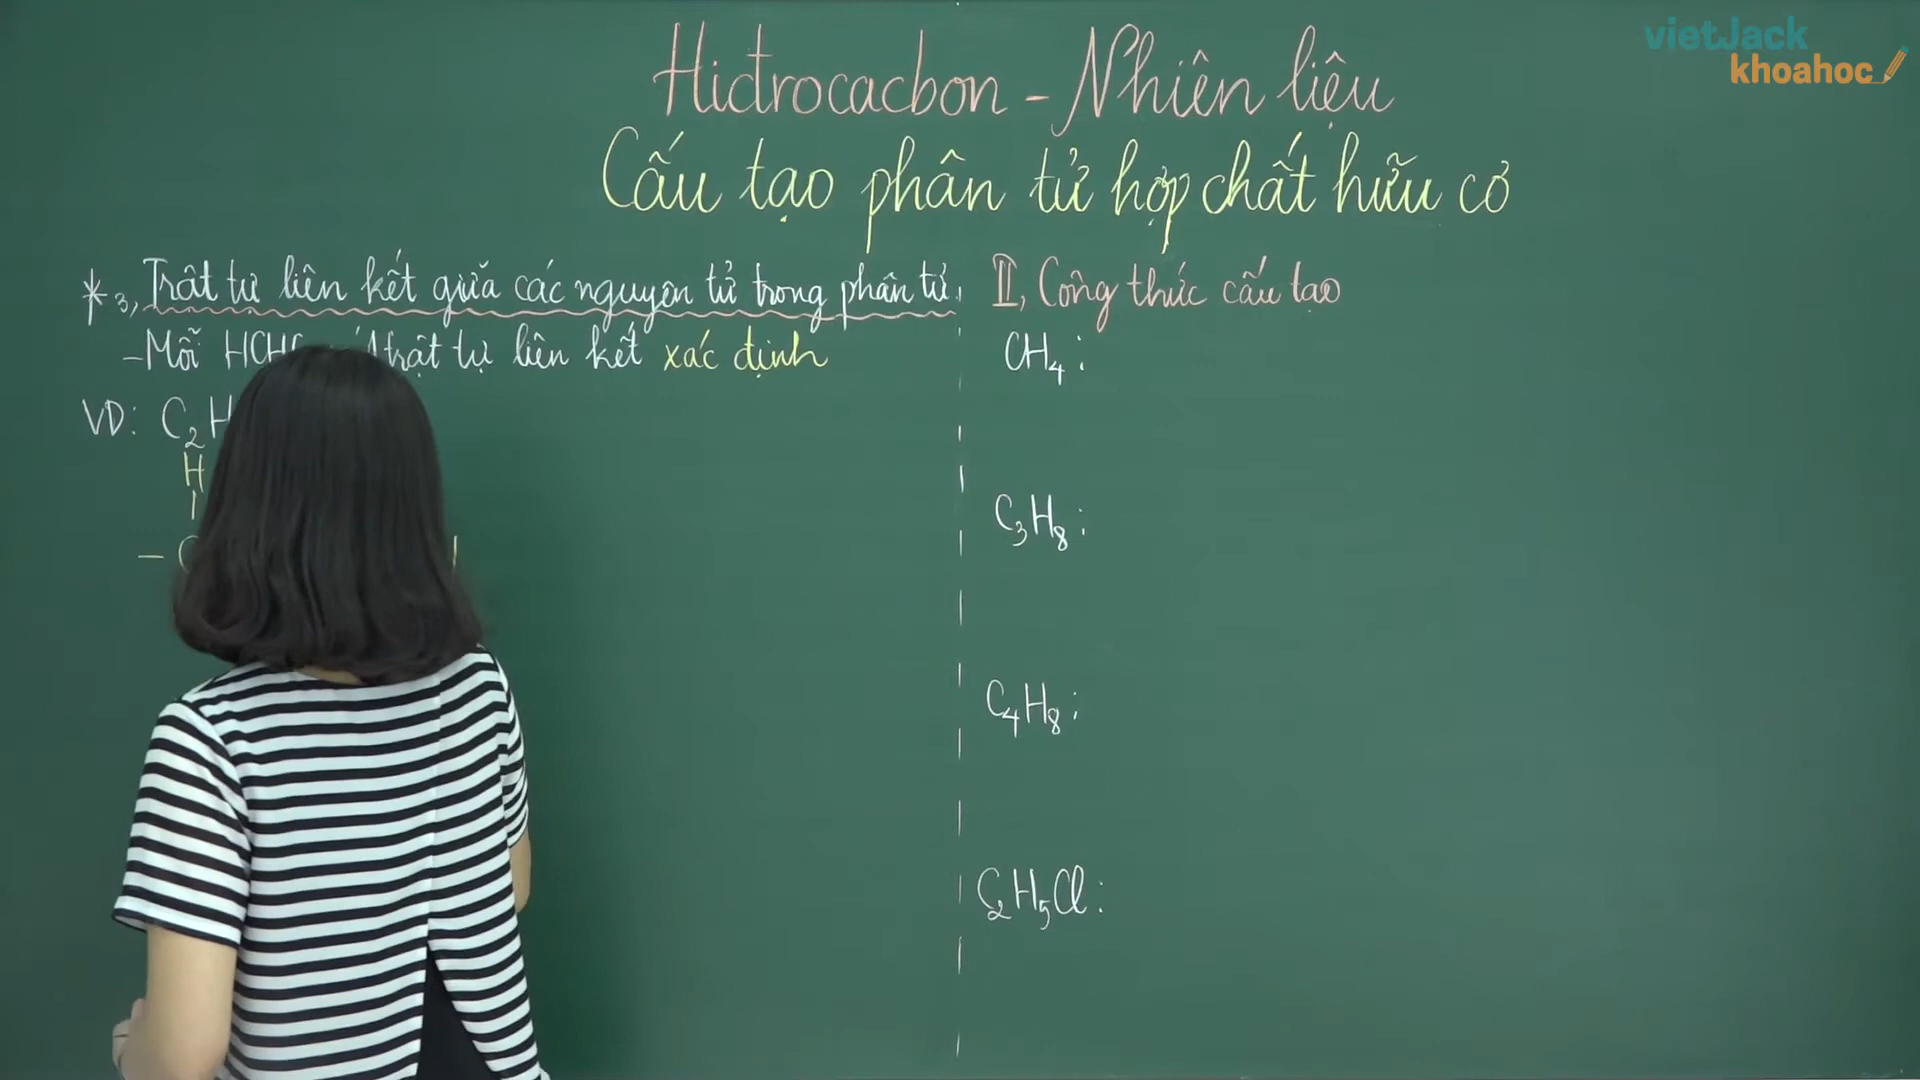 vietJack
khoahoc
Hiđrocacbon - Nhiên liệu
Cấu tạo phân tử hợp chất hữu cơ
* 3, Trật tự liên kết giữa các nguyên tử trong phân tử.
- Mỗi trật tự liên kết xác định
VD: C₂H
H
-
II, Công thức cấu tạo
CH₄:
C₃H₈:
C₄H₈:
C₂H₅Cl: